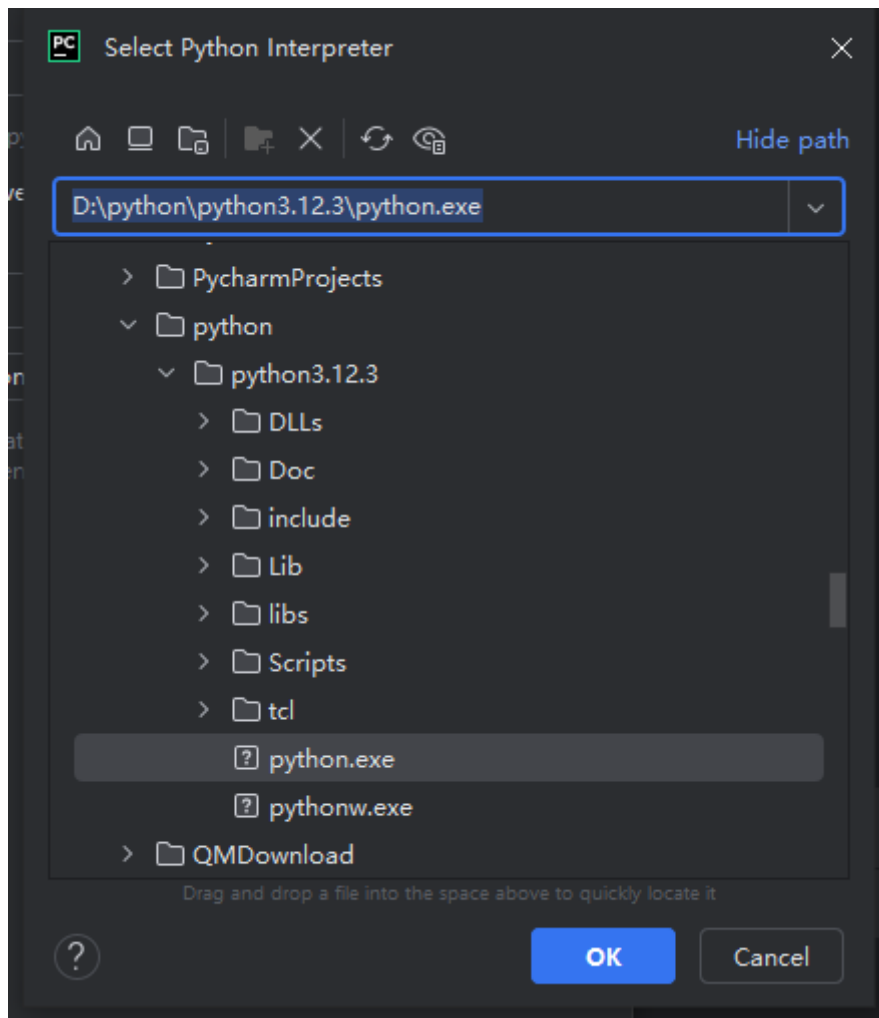 PC Select Python Interpreter
Hide path
D:\python\python3.12.3\python.exe
PycharmProjects
python
python3.12.3
DLLs
Doc
include
Lib
libs
Scripts
tcl
? python.exe
? pythonw.exe
QMDownload
Drag and drop a file into the space above to quickly locate it
? OK Cancel